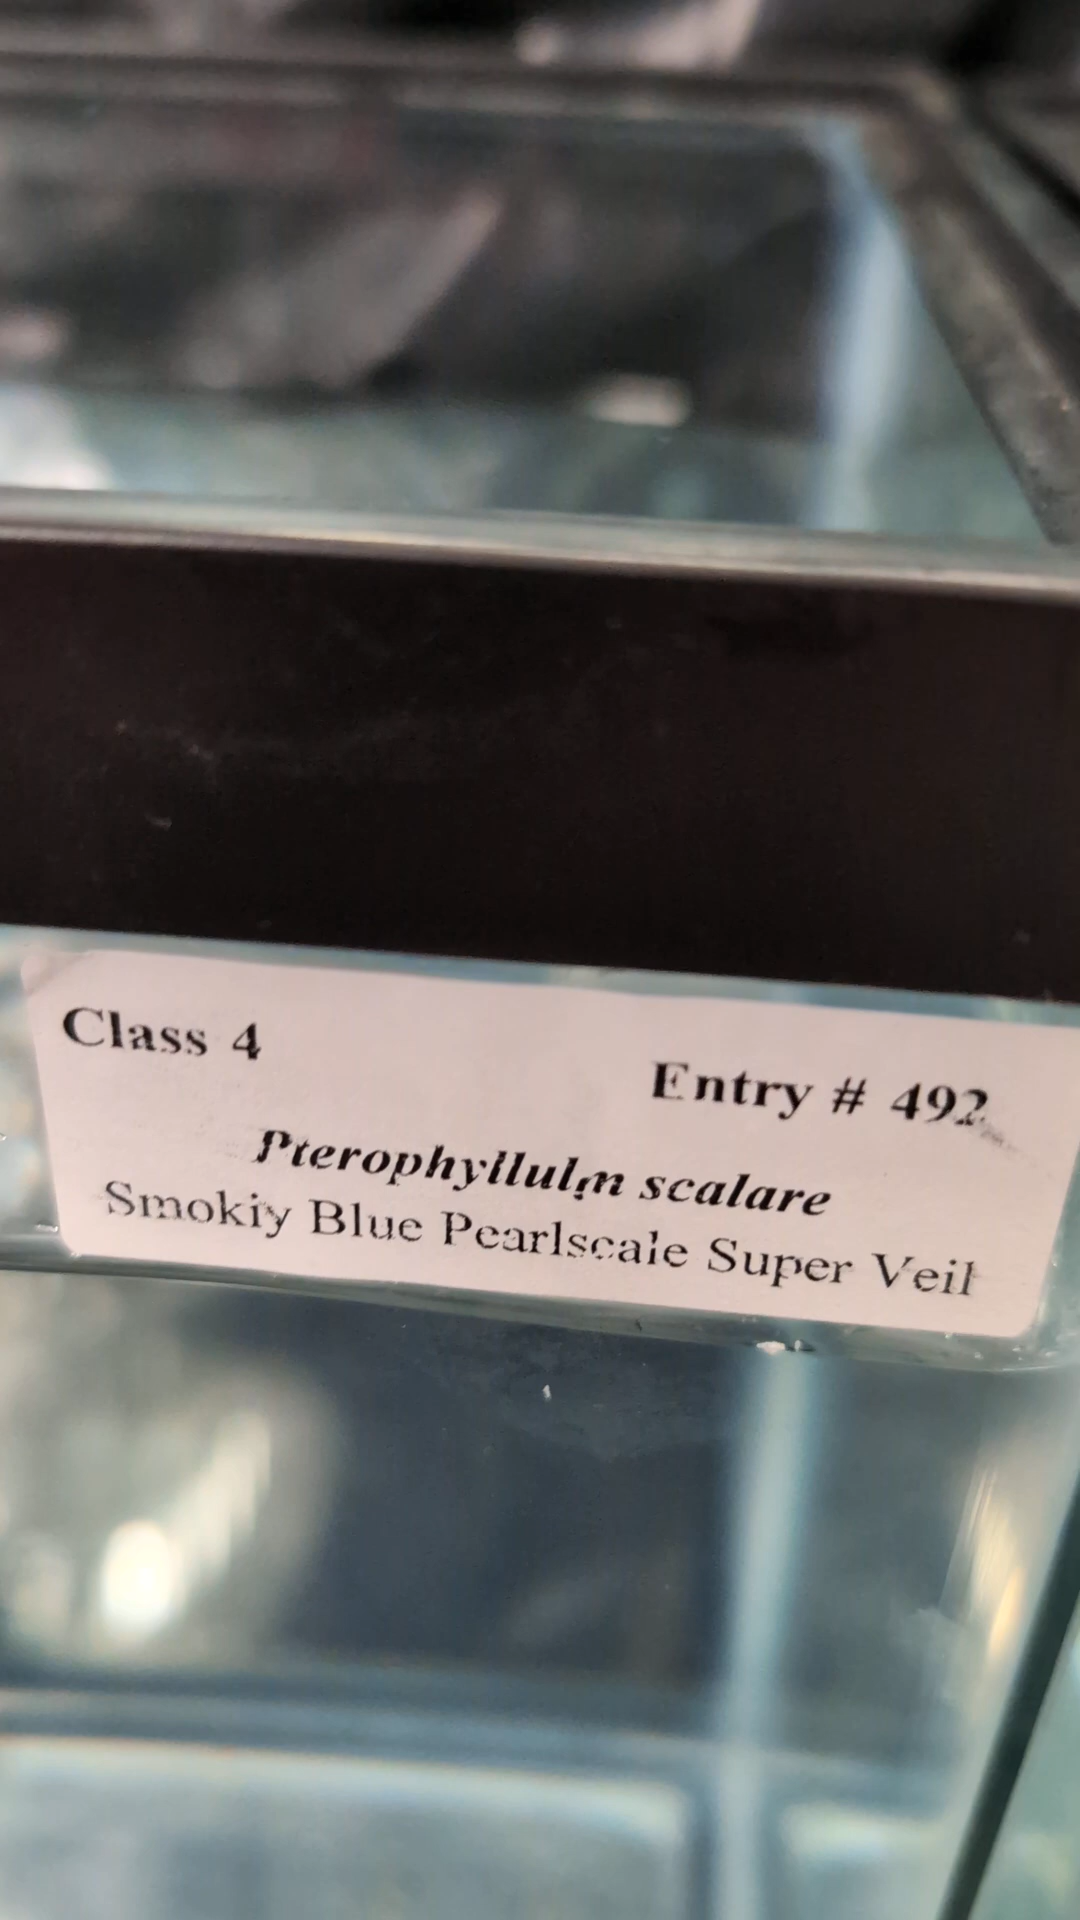 Class 4
Entry # 492
Pterophyllulm scalare
Smokiy Blue Pearlscale Super Veil